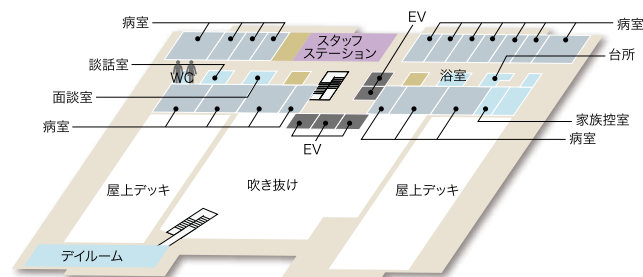 病室
EV
病室
スタッフ
ステーション
台所
談話室
WC
浴室
面談室
病室
家族控室
病室
EV
屋上デッキ
吹き抜け
屋上デッキ
デイルーム